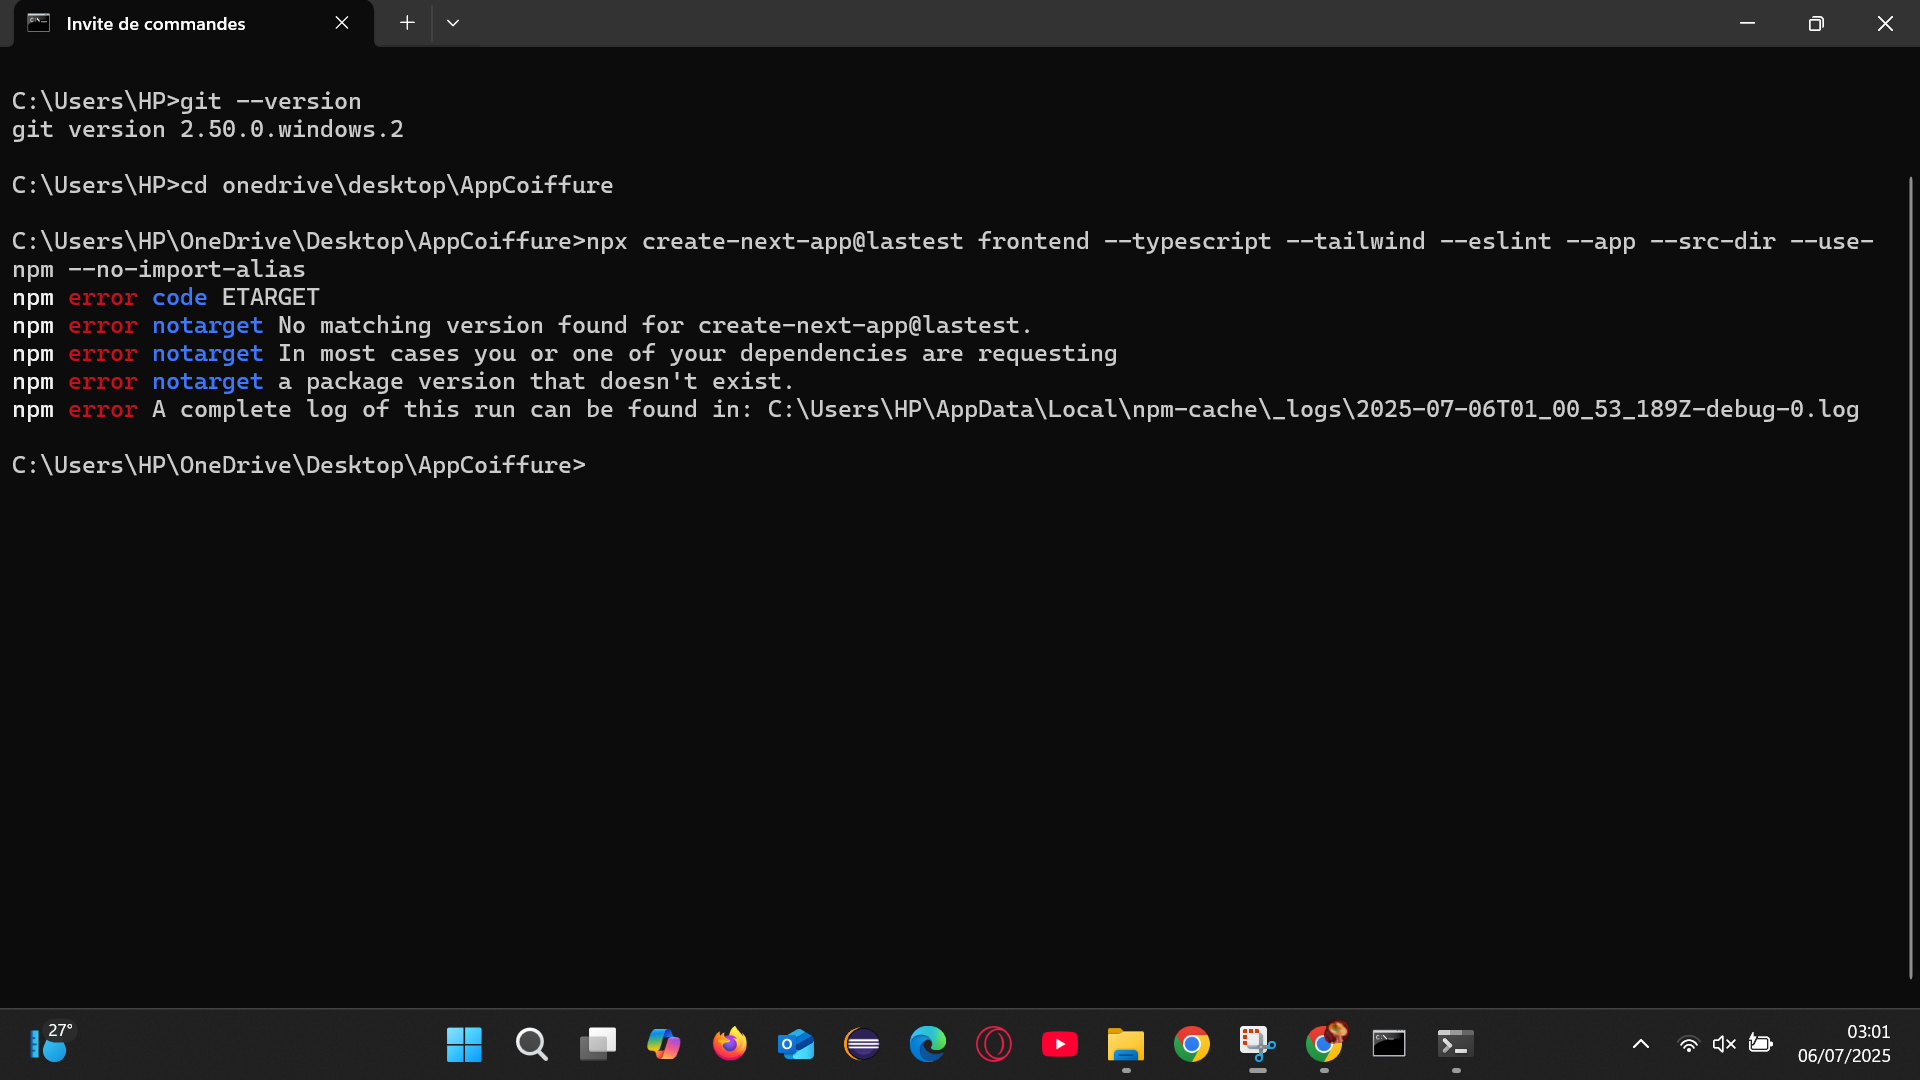 Invite de commandes
C:\Users\HP>git --version
git version 2.50.0.windows.2
C:\Users\HP>cd onedrive\desktop\AppCoiffure
C:\Users\HP\OneDrive\Desktop\AppCoiffure>npx create-next-app@lastest frontend --typescript --tailwind --eslint --app --src-dir --use-
npm --no-import-alias
npm error code ETARGET
npm error notarget No matching version found for create-next-app@lastest.
npm error notarget In most cases you or one of your dependencies are requesting
npm error notarget a package version that doesn't exist.
npm error A complete log of this run can be found in: C:\Users\HP\AppData\Local\npm-cache\_logs\2025-07-06T01_00_53_189Z-debug-0.log
C:\Users\HP\OneDrive\Desktop\AppCoiffure>
27°
03:01
06/07/2025